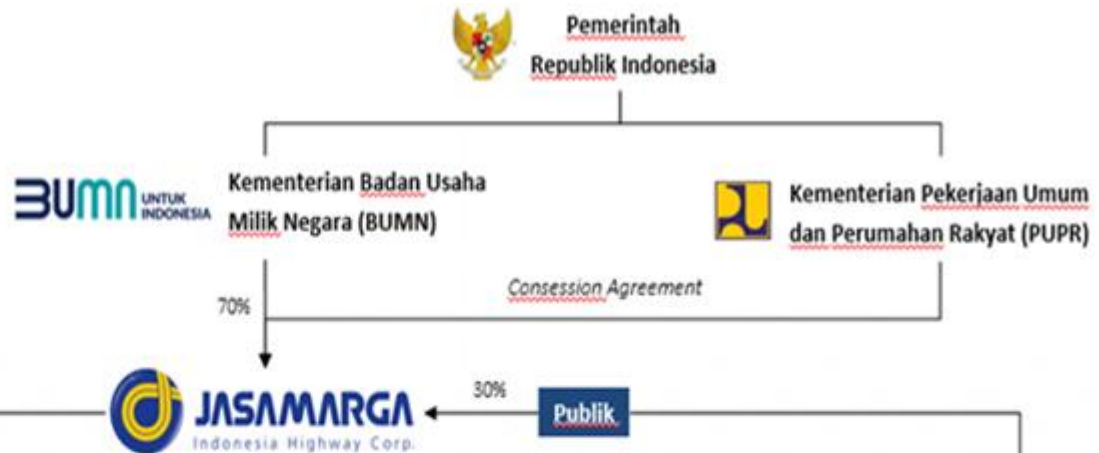 Pemerintah
Republik Indonesia
BUMN UNTUK INDONESIA
Kementerian Badan Usaha
Milik Negara (BUMN)
Kementerian Pekerjaan Umum
dan Perumahan Rakyat (PUPR)
Consession Agreement
70%
JASAMARGA
Indonesia Highway Corp.
30%
Publik